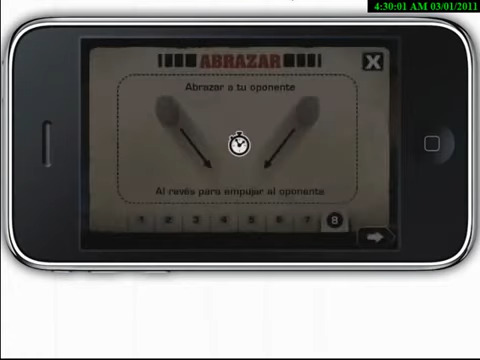 4:30:01 AM 03/01/2011
ABRAZAR
X
Abrazar a tu oponente
Al revés para empujar al oponente
1 2 3 4 5 6 7 8